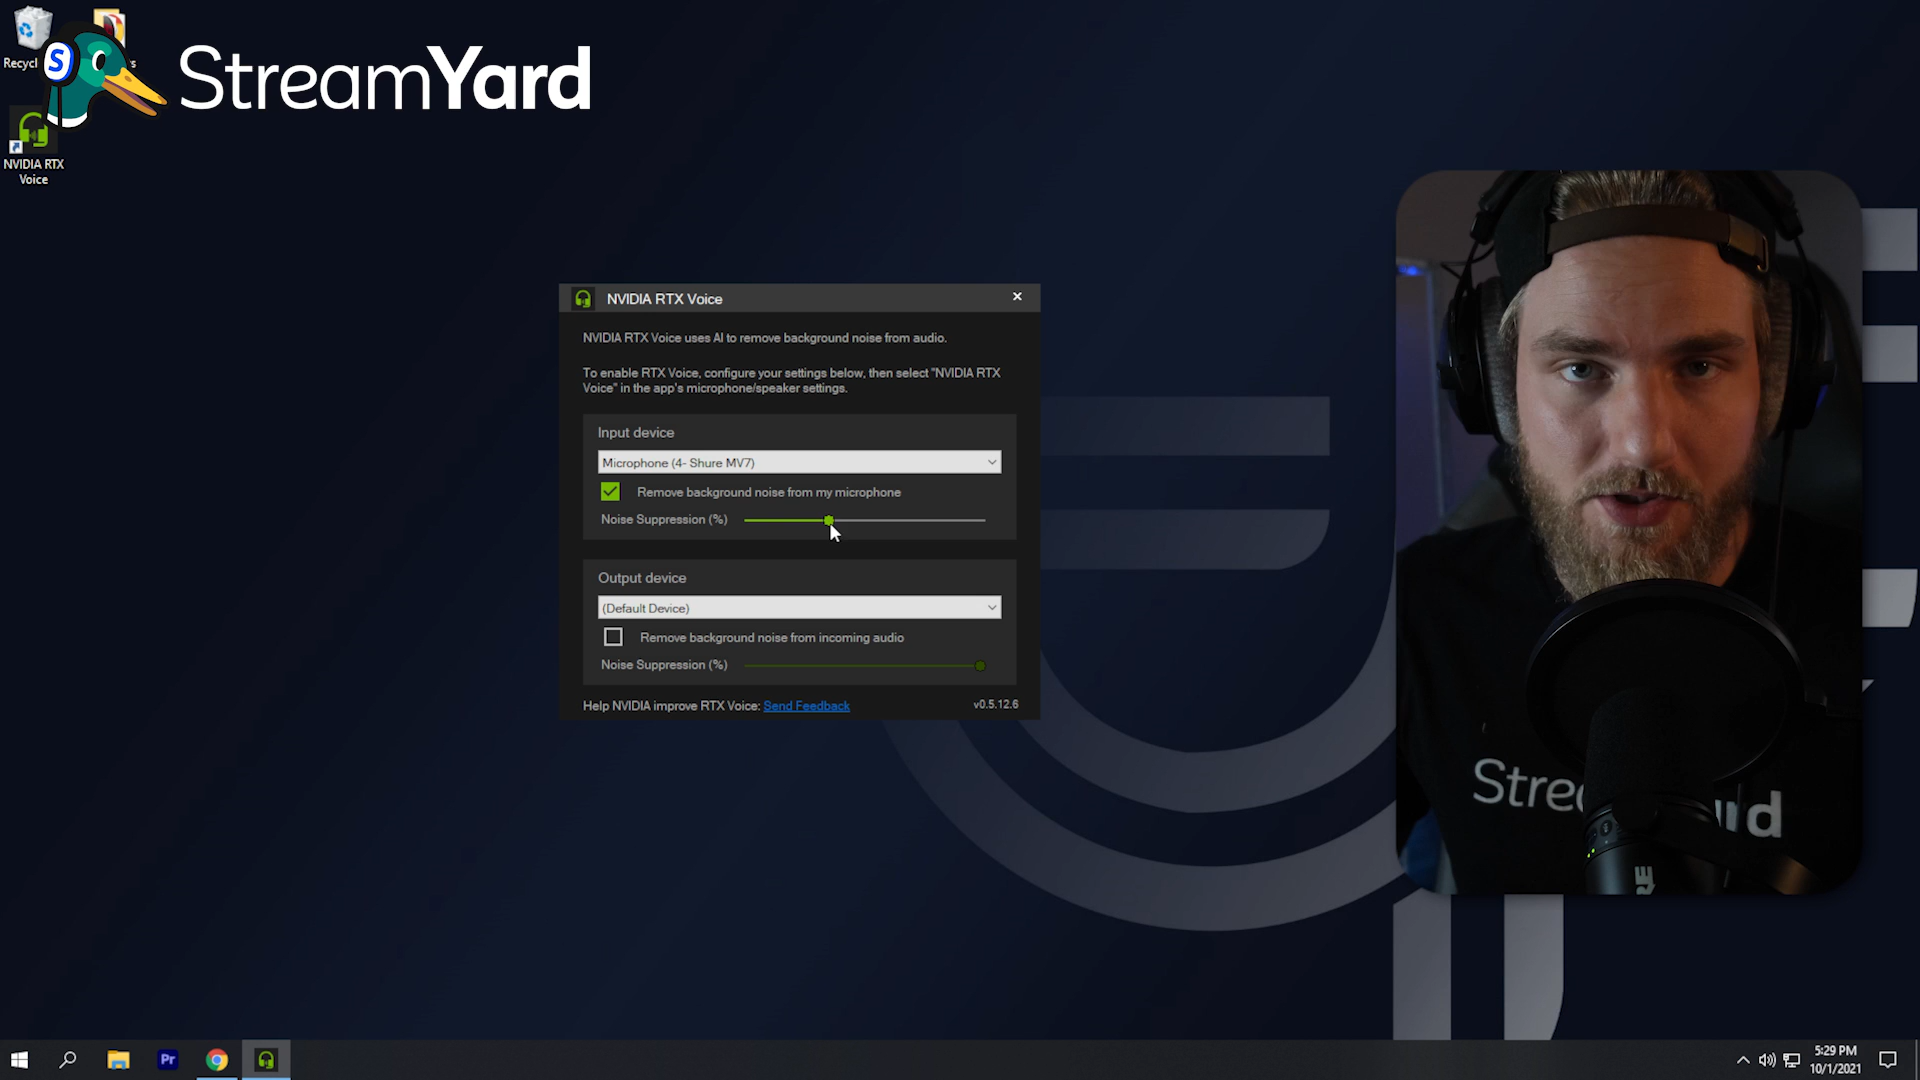 Recycl
s
S
StreamYard
NVIDIA RTX
Voice
NVIDIA RTX Voice
NVIDIA RTX Voice uses AI to remove background noise from audio.
To enable RTX Voice, configure your settings below, then select "NVIDIA RTX
Voice" in the app's microphone/speaker settings.
Input device
Microphone (4- Shure MV7)
Remove background noise from my microphone
Noise Suppression (%)
Output device
(Default Device)
Remove background noise from incoming audio
Noise Suppression (%)
Help NVIDIA improve RTX Voice: Send Feedback
v0.5.12.6
Stre rd
RE
Pr
5:29 PM
10/1/2021